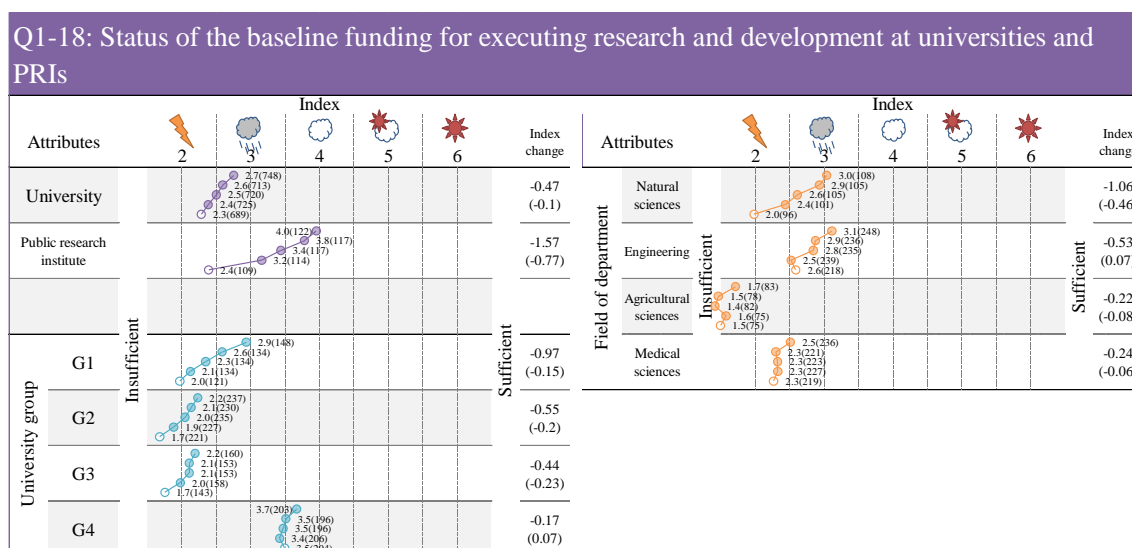 Q1-18: Status of the baseline funding for executing research and development at universities and
PRIs
Index
Attributes
2 3 4 5 6
Index
change
University
2.7(748)
2.6(713)
2.5(720)
2.4(725)
2.3(689)
-0.47
(-0.1)
Public research
institute
4.0(122)
3.8(117)
3.4(117)
3.2(114)
2.4(109)
-1.57
(-0.77)
Insufficient
Sufficient
University group
G1
2.9(148)
2.6(134)
2.3(134)
2.1(134)
2.0(121)
-0.97
(-0.15)
G2
2.2(237)
2.1(230)
2.0(235)
1.9(227)
1.7(221)
-0.55
(-0.2)
G3
2.2(160)
2.1(153)
2.1(153)
2.0(158)
1.7(143)
-0.44
(-0.23)
G4
3.7(203)
3.5(196)
3.5(196)
3.4(206)
3.5(204)
-0.17
(0.07)
Index
Attributes
2 3 4 5 6
Index
change
Field of department
Insufficient
Sufficient
Natural
sciences
3.0(108)
2.9(105)
2.6(105)
2.4(101)
2.0(96)
-1.06
(-0.46)
Engineering
3.1(248)
2.9(236)
2.8(235)
2.5(239)
2.6(218)
-0.53
(0.07)
Agricultural
sciences
1.7(83)
1.5(78)
1.4(82)
1.6(75)
1.5(75)
-0.22
(-0.08)
Medical
sciences
2.5(236)
2.3(221)
2.3(223)
2.3(227)
2.3(219)
-0.24
(-0.06)